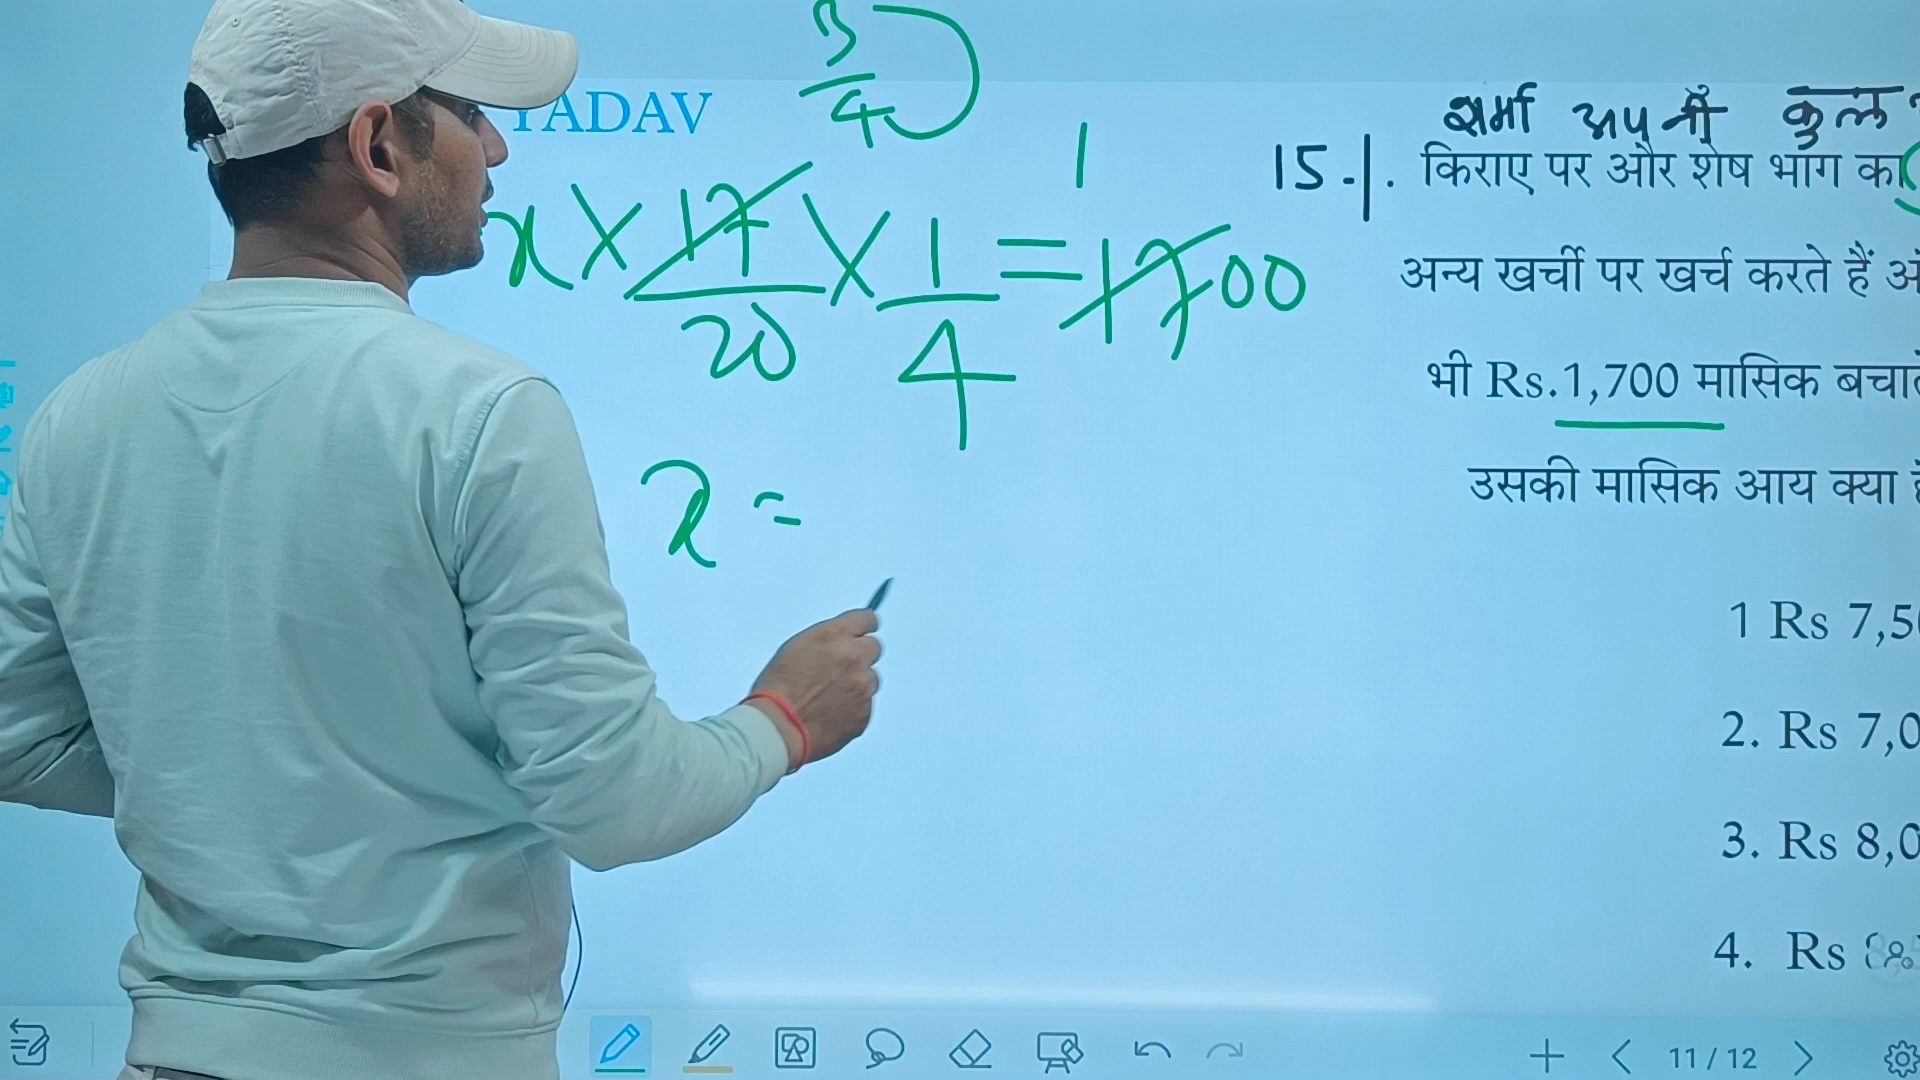 YADAV
3/4
x × 17/20 × 1/4 = 1700
1
x =
शर्मा अपनी कुल
15%. किराए पर और शेष भाग का
अन्य खर्चो पर खर्च करते हैं
भी Rs.1,700 मासिक
उसकी मासिक आय क्या
1 Rs 7,5
2. Rs 7,0
3. Rs 8,0
4. Rs
11 / 12